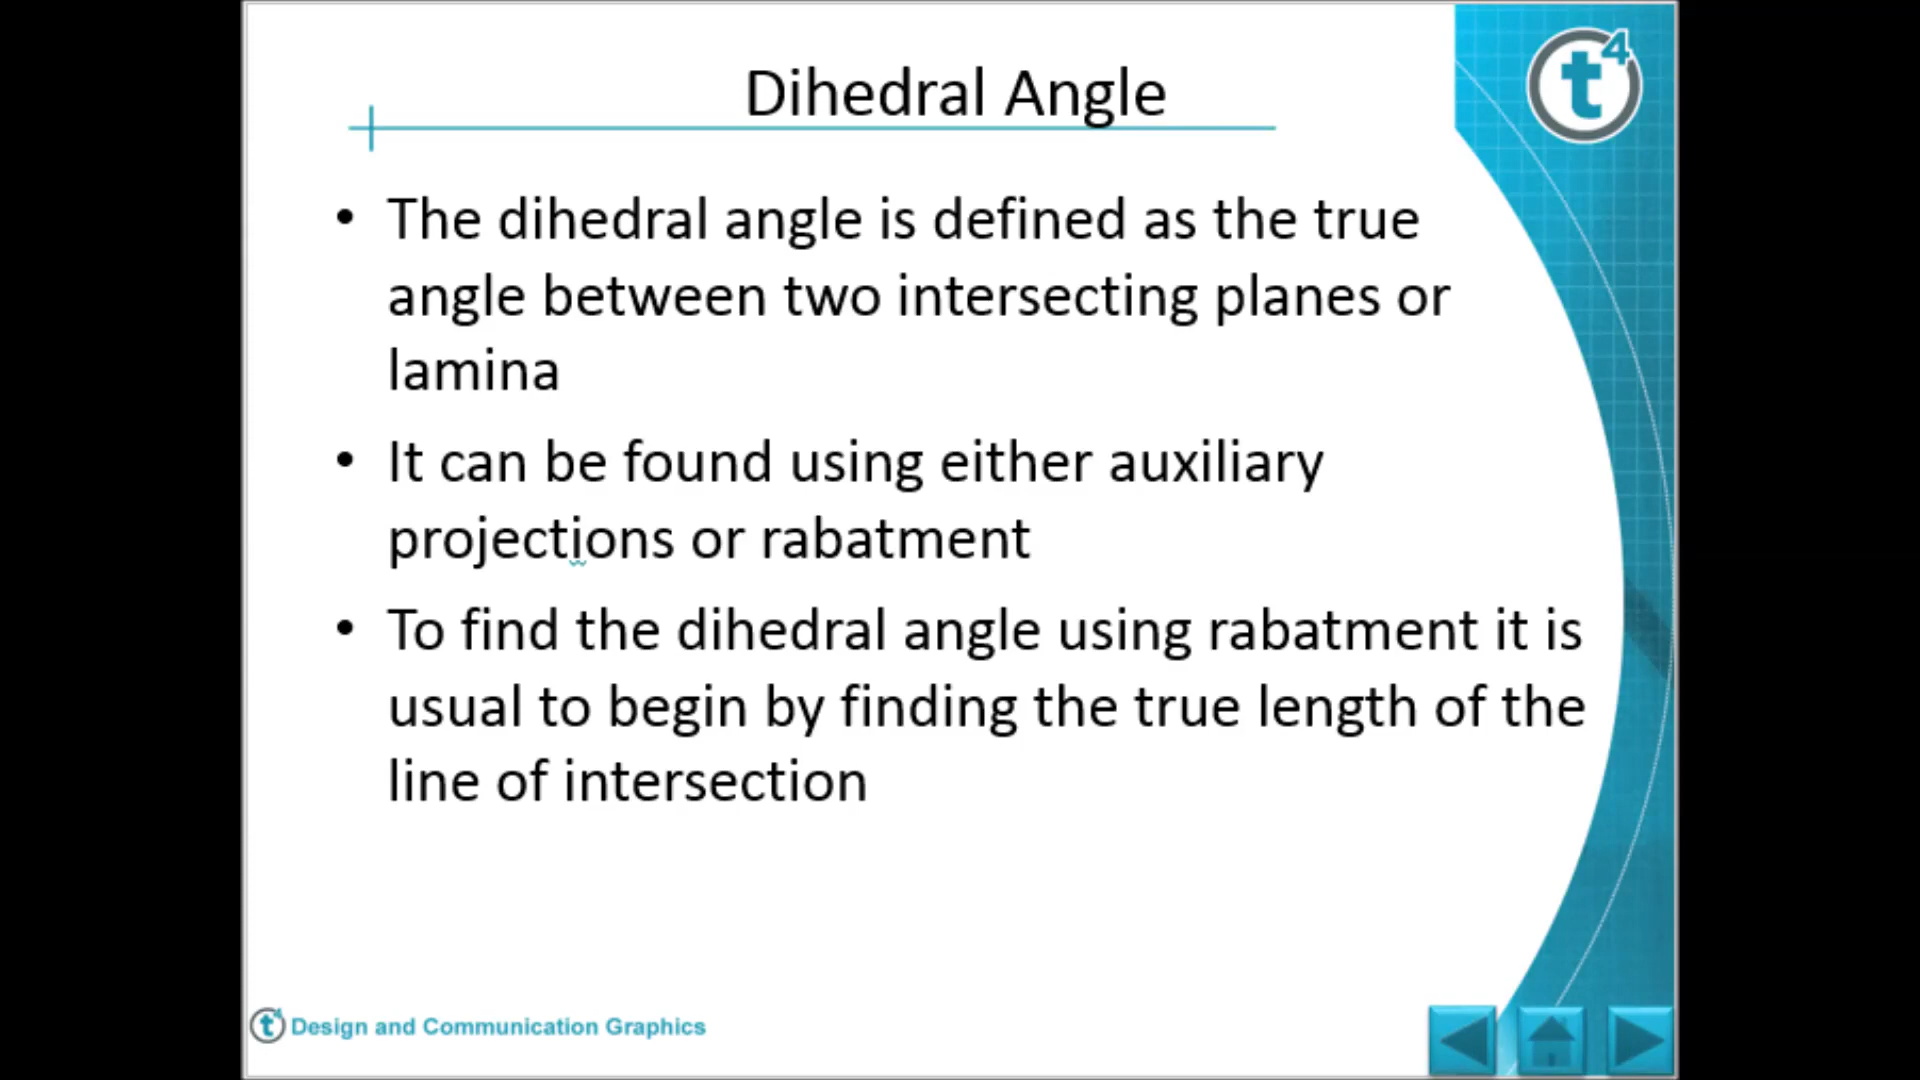 Dihedral Angle
t4
• The dihedral angle is defined as the true
angle between two intersecting planes or
lamina
• It can be found using either auxiliary
projections or rabatment
• To find the dihedral angle using rabatment it is
usual to begin by finding the true length of the
line of intersection
t4 Design and Communication Graphics